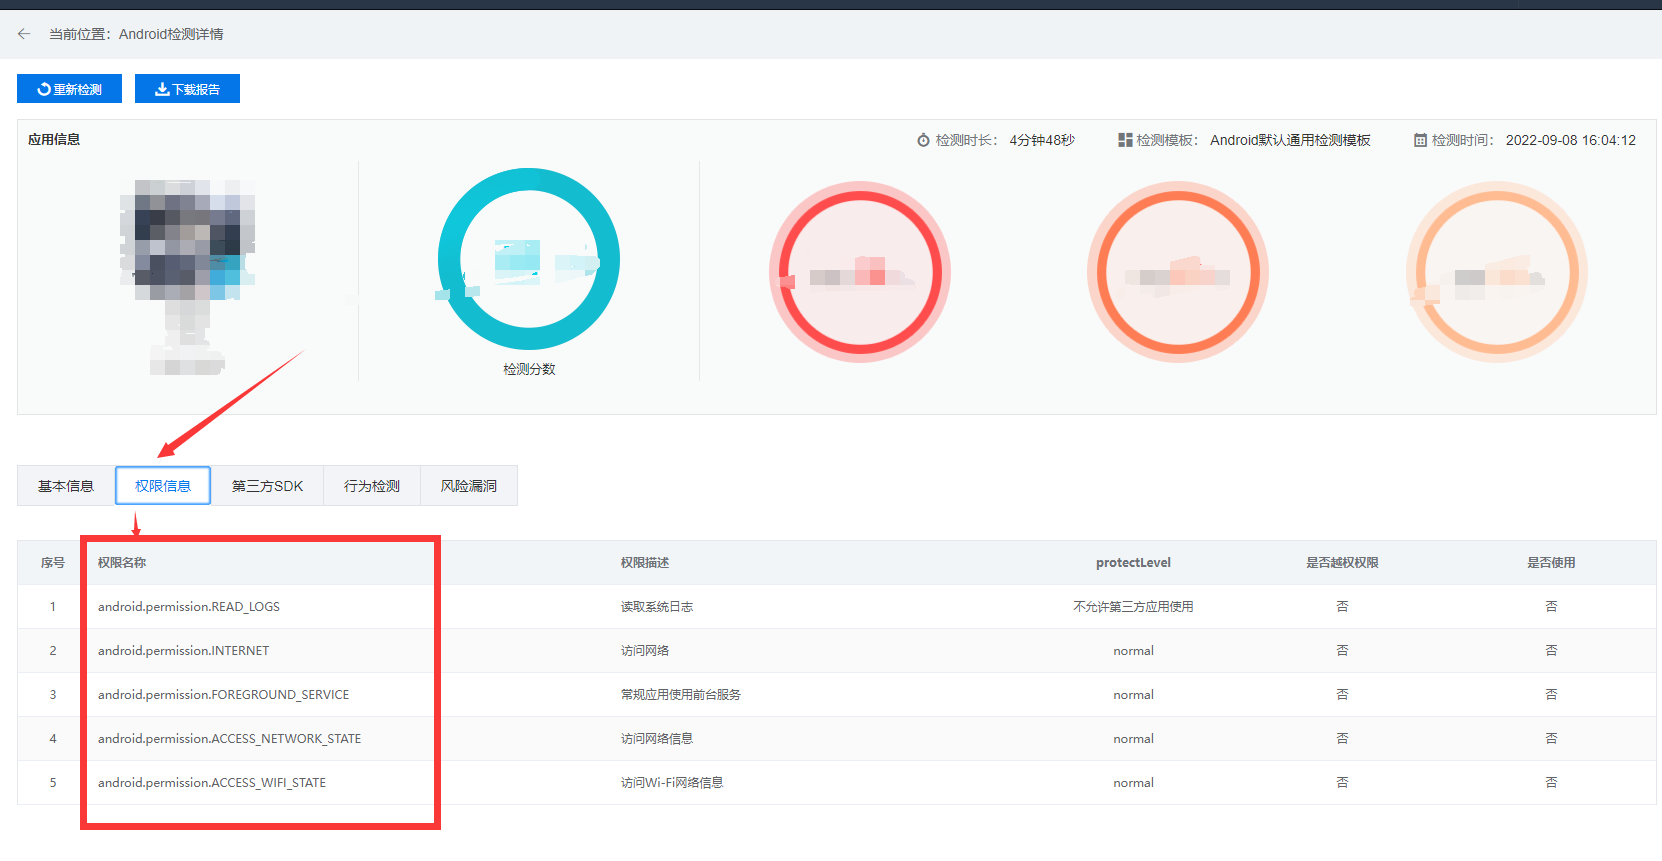 当前位置：Android检测详情
重新检测 下载报告
应用信息 检测时长： 4分钟48秒 检测模板： Android默认通用检测模板 检测时间： 2022-09-08 16:04:12
检测分数
基本信息 权限信息 第三方SDK 行为检测 风险漏洞
序号 权限名称 权限描述 protectLevel 是否越权权限 是否使用
1 android.permission.READ_LOGS 读取系统日志 不允许第三方应用使用 否 否
2 android.permission.INTERNET 访问网络 normal 否 否
3 android.permission.FOREGROUND_SERVICE 常规应用使用前台服务 normal 否 否
4 android.permission.ACCESS_NETWORK_STATE 访问网络信息 normal 否 否
5 android.permission.ACCESS_WIFI_STATE 访问Wi-Fi网络信息 normal 否 否